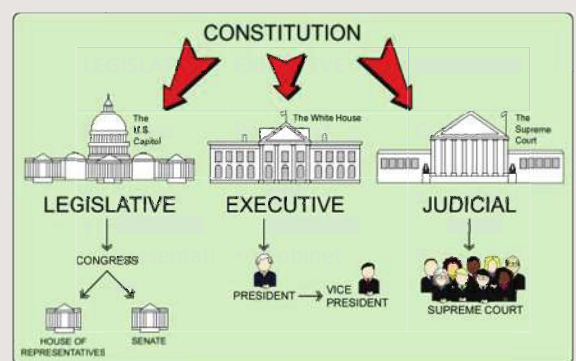 CONSTITUTION
The
U.S.
Capitol
The White House
The
Supreme
Court
LEGISLATIVE
EXECUTIVE
JUDICIAL
CONGRESS
PRESIDENT
VICE
PRESIDENT
SUPREME COURT
HOUSE OF
REPRESENTATIVES
SENATE